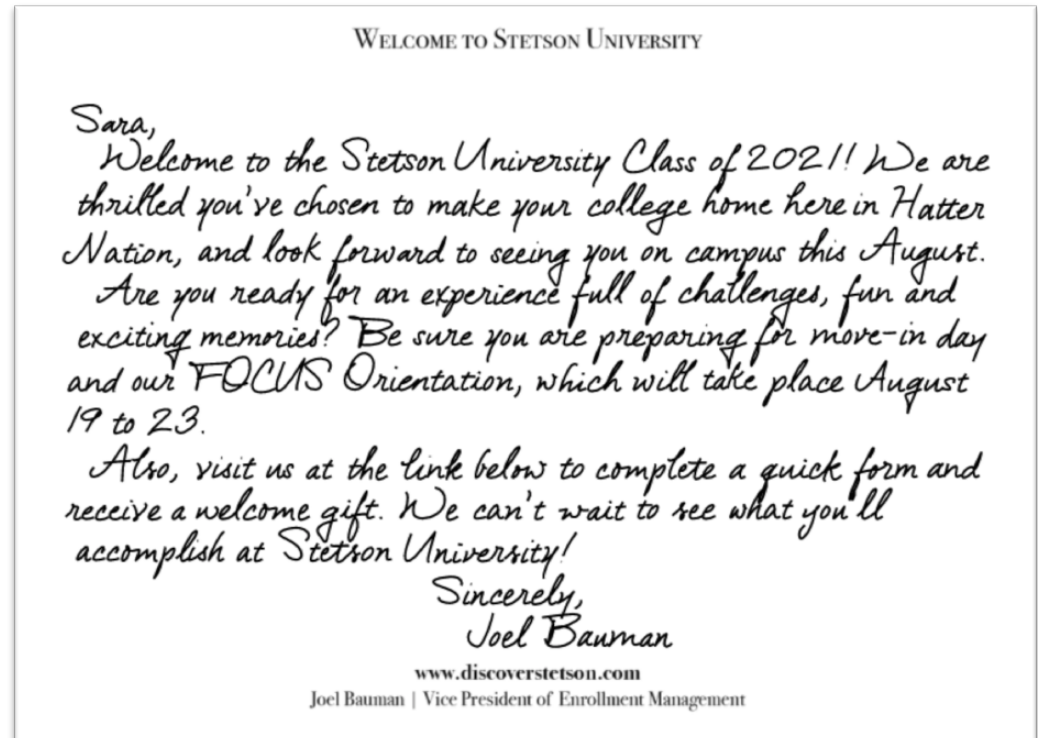 WELCOME TO STETSON UNIVERSITY
Sara,
Welcome to the Stetson University Class of 2021! We are
thrilled you've chosen to make your college home here in Hatter
Nation, and look forward to seeing you on campus this August.
Are you ready for an experience full of challenges, fun and
exciting memories? Be sure you are preparing for move-in day
and our FOCUS Orientation, which will take place August
19 to 23.
Also, visit us at the link below to complete a quick form and
receive a welcome gift. We can't wait to see what you'll
accomplish at Stetson University!
Sincerely,
Joel Bauman
www.discoverstetson.com
Joel Bauman | Vice President of Enrollment Management